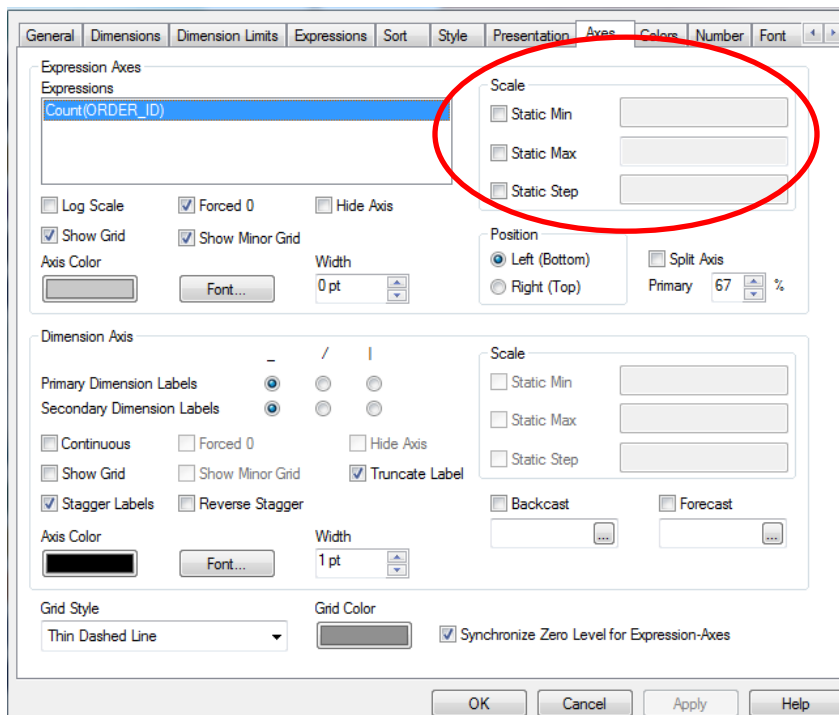 General Dimensions Dimension Limits Expressions Sort Style Presentation Axes Colors Number Font
Expression Axes
Expressions
Count(ORDER_ID)
Scale
Static Min
Static Max
Static Step
Log Scale Forced 0 Hide Axis
Show Grid Show Minor Grid
Axis Color Width
Font... 0 pt
Position
Left (Bottom) Split Axis
Right (Top) Primary 67 %
Dimension Axis
_ / |
Primary Dimension Labels
Secondary Dimension Labels
Scale
Static Min
Static Max
Static Step
Continuous Forced 0 Hide Axis
Show Grid Show Minor Grid Truncate Label
Stagger Labels Reverse Stagger
Backcast Forecast
... ...
Axis Color Width
Font... 1 pt
Grid Style Grid Color
Thin Dashed Line Synchronize Zero Level for Expression-Axes
OK Cancel Apply Help